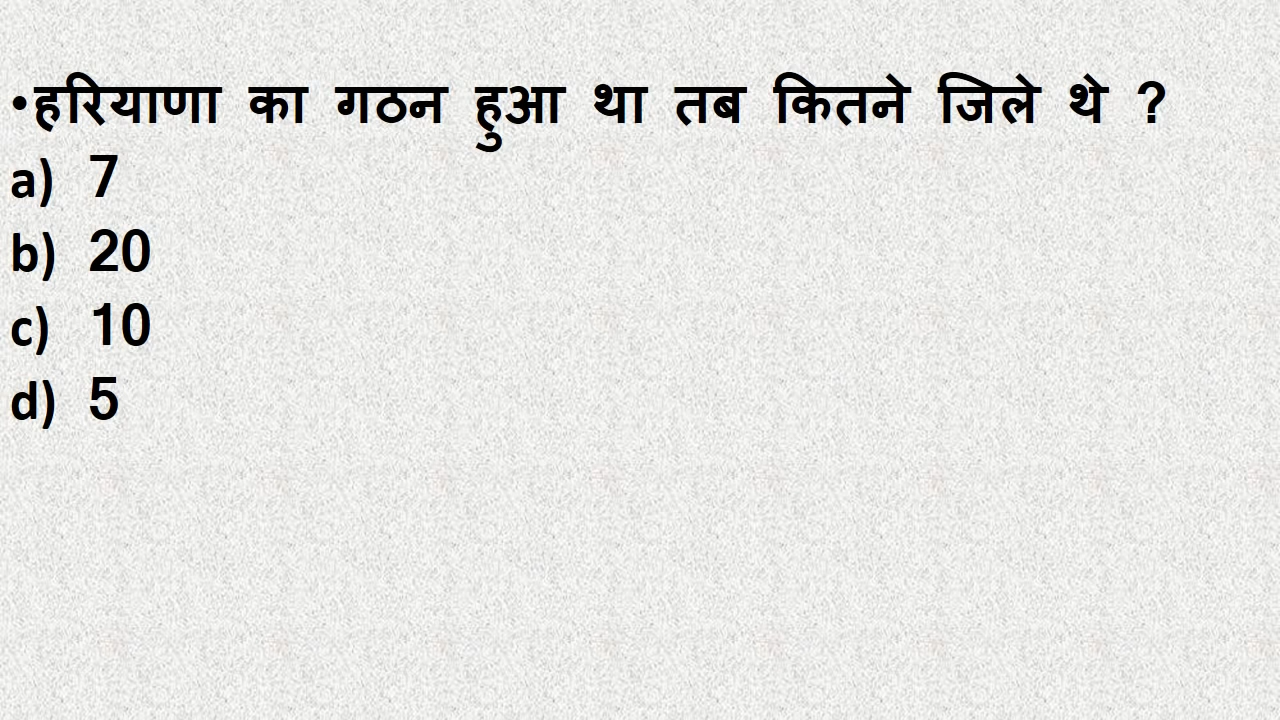 •हरियाणा का गठन हुआ था तब कितने जिले थे ?
a) 7
b) 20
c) 10
d) 5